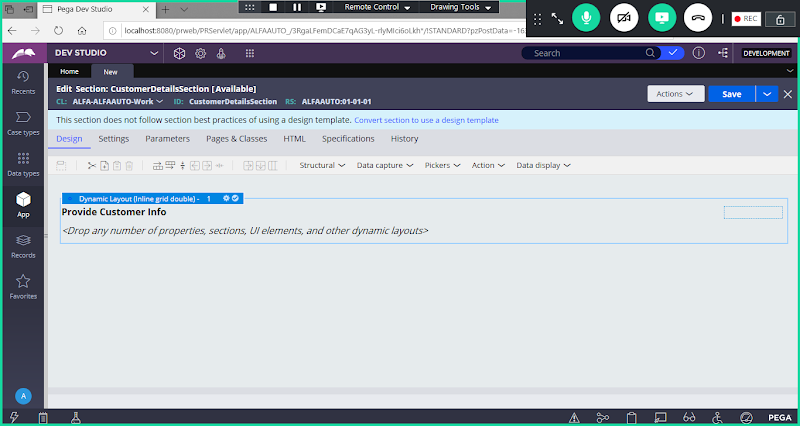 Pega Dev Studio
Remote Control
Drawing Tools
REC
localhost:8080/prweb/PRServlet/app/ALFAAUTO_/3RgaLFemDCaE7qAG3yL-rlyMlci6oLkh*/!STANDARD?pzPostData=-163
DEV STUDIO
Search
DEVELOPMENT
Home
New
Recents
Case types
Data types
App
Records
Favorites
A
Edit Section: CustomerDetailsSection [Available]
CL: ALFA-ALFAAUTO-Work ID: CustomerDetailsSection RS: ALFAAUTO:01-01-01
Actions
Save
This section does not follow section best practices of using a design template. Convert section to use a design template
Design Settings Parameters Pages & Classes HTML Specifications History
Structural Data capture Pickers Action Data display
Dynamic Layout (Inline grid double) - 1
Provide Customer Info
<Drop any number of properties, sections, UI elements, and other dynamic layouts>
PEGA